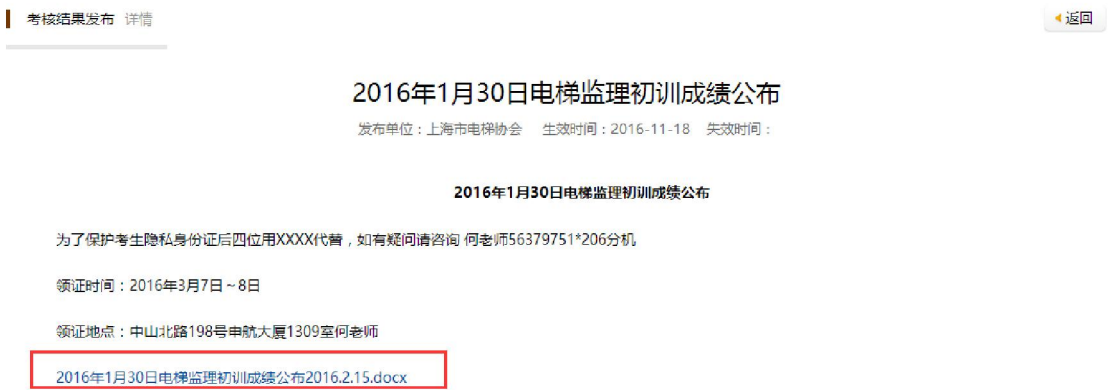 考核结果发布 详情
返回
2016年1月30日电梯监理初训成绩公布
发布单位：上海市电梯协会 生效时间：2016-11-18 失效时间：
2016年1月30日电梯监理初训成绩公布
为了保护考生隐私身份证后四位用XXXX代替，如有疑问请咨询 何老师56379751*206分机
领证时间：2016年3月7日～8日
领证地点：中山北路198号申航大厦1309室何老师
2016年1月30日电梯监理初训成绩公布2016.2.15.docx